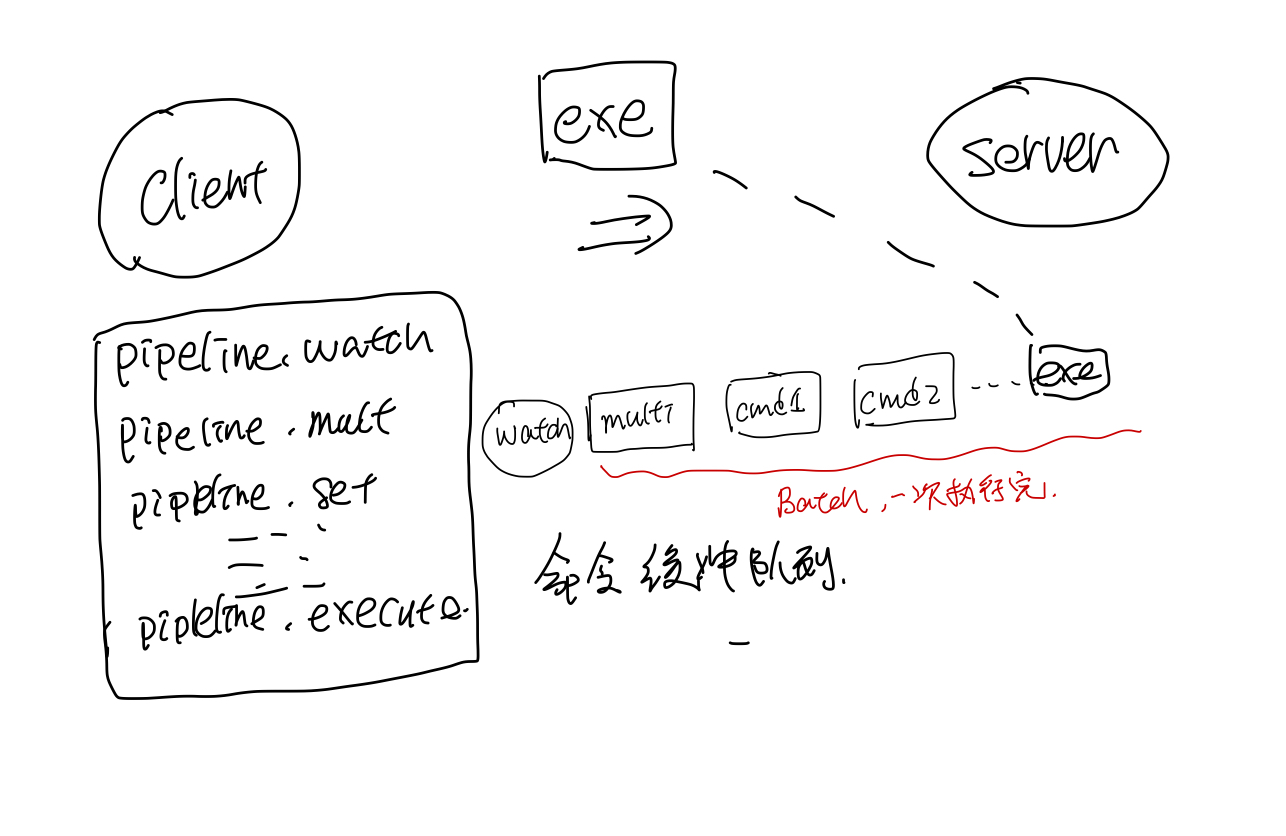 exe
Client
server
pipeline.watch
pipeline.mult
pipeline.set
pipeline.execute.
watch multi cmd1 cmd2 ... exe
Batch, 一次执行完.
命令缓冲队列.